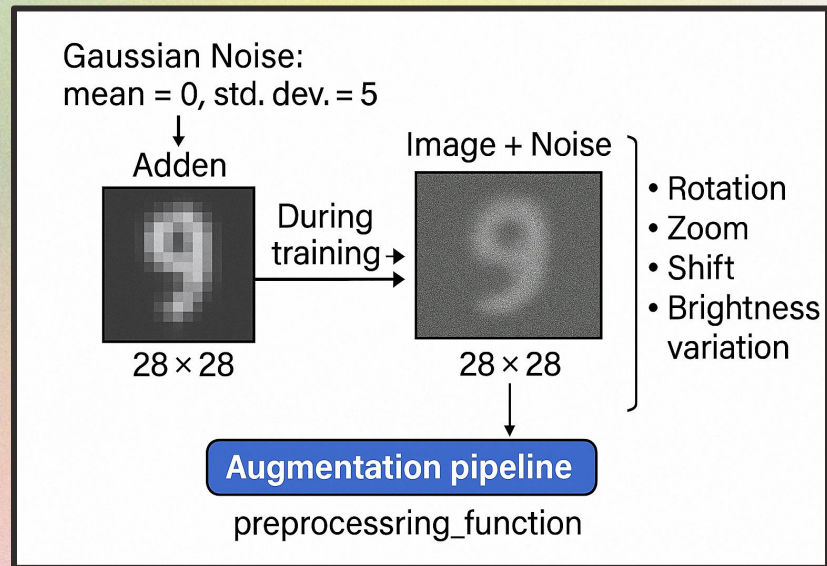 Gaussian Noise:
mean = 0, std. dev. = 5
Adden
28 × 28
During
training
Image + Noise
28 × 28
• Rotation
• Zoom
• Shift
• Brightness
variation
Augmentation pipeline
preprocessring_function